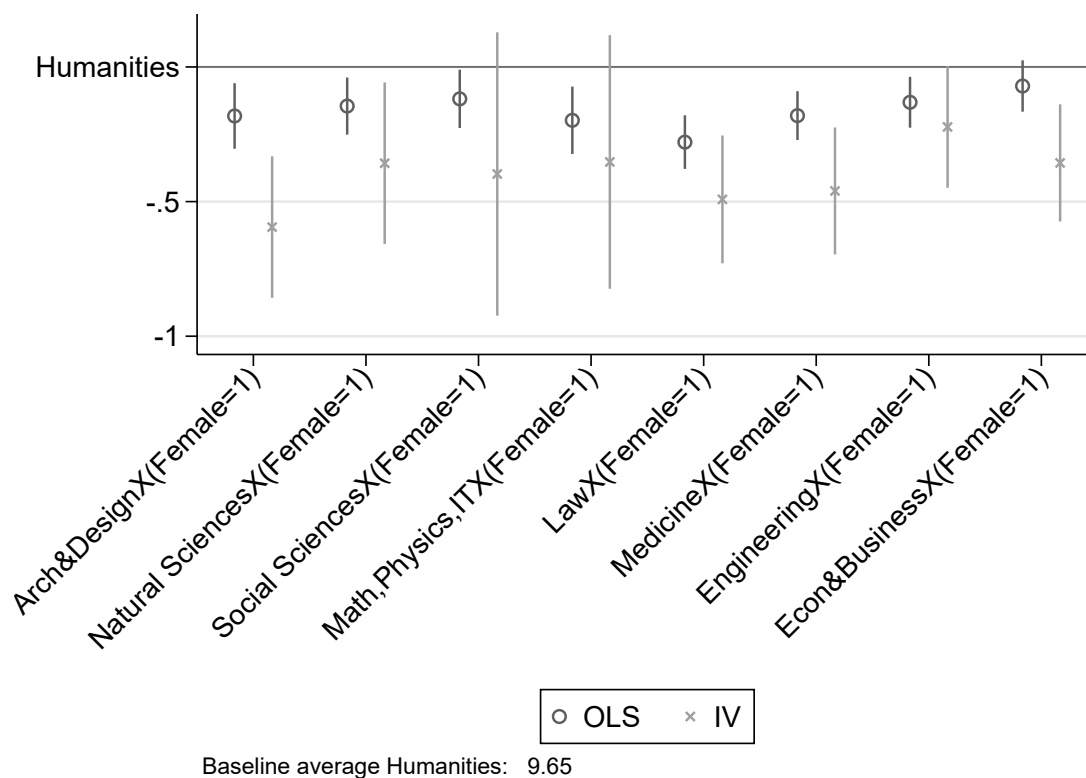 Humanities
-.5
-1
Arch&DesignX(Female=1)
Natural SciencesX(Female=1)
Social SciencesX(Female=1)
Math,Physics,ITX(Female=1)
LawX(Female=1)
MedicineX(Female=1)
EngineeringX(Female=1)
Econ&BusinessX(Female=1)
OLS IV
Baseline average Humanities: 9.65